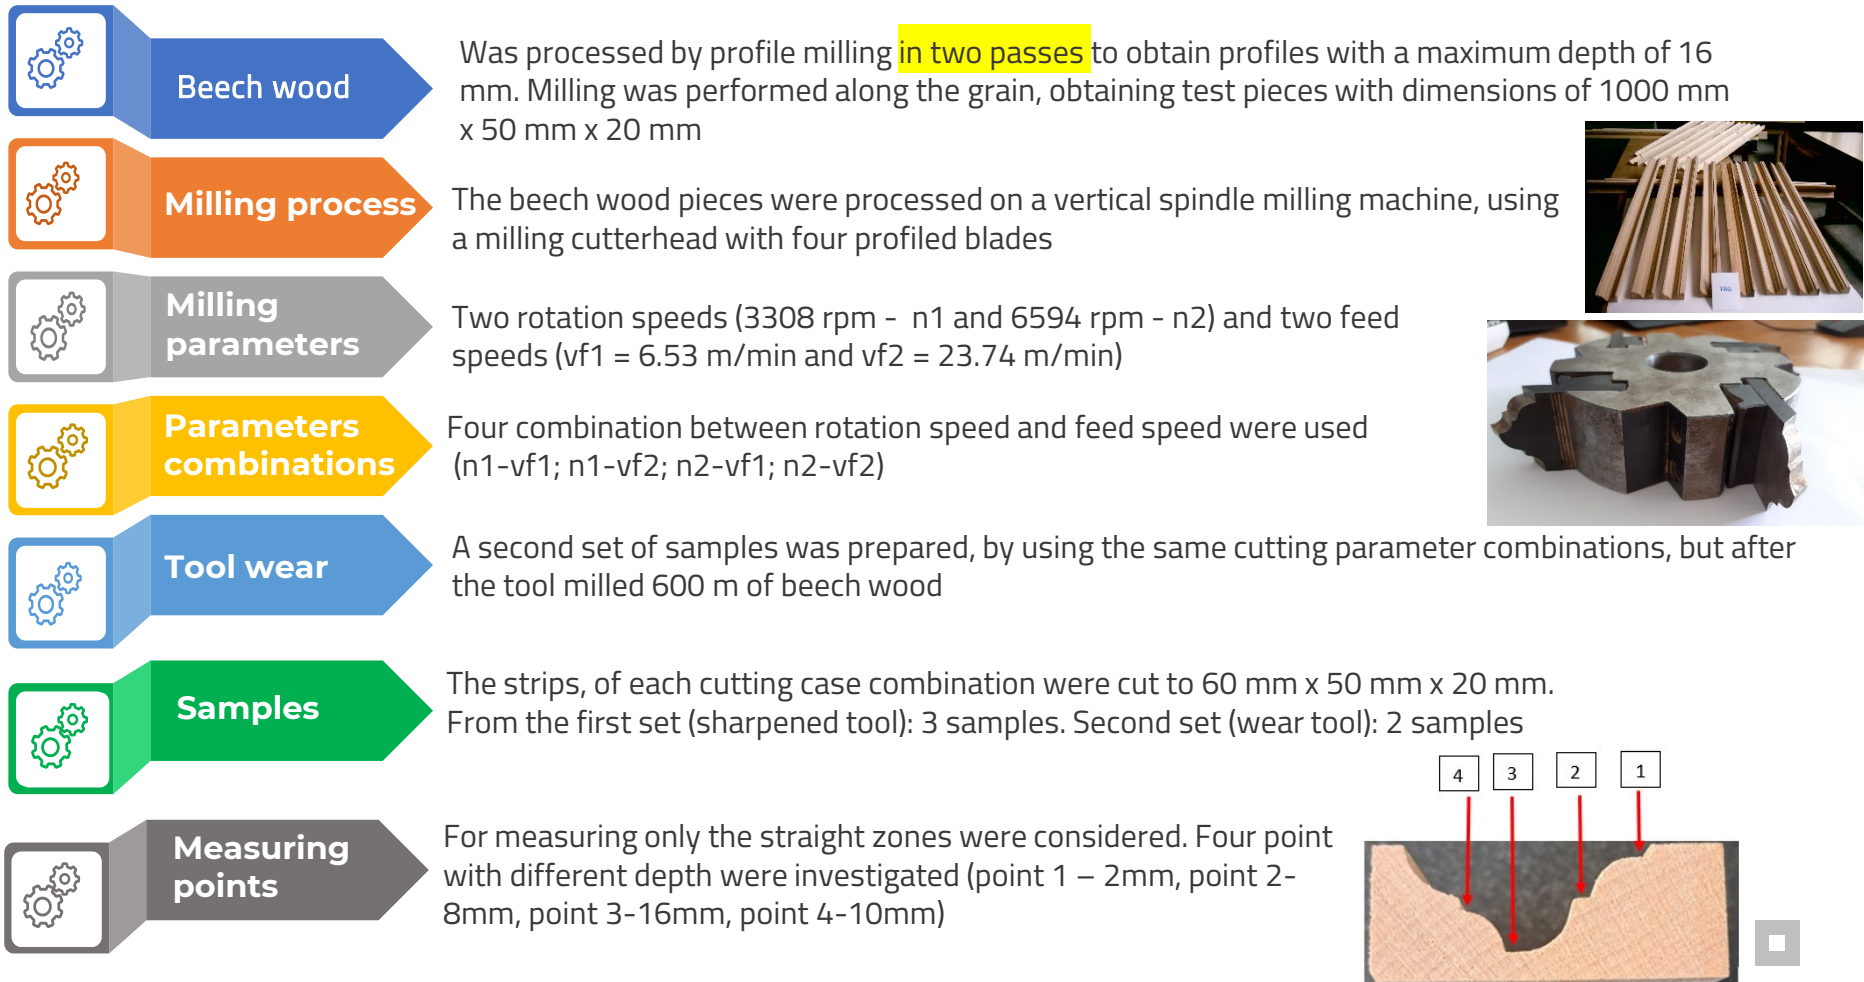 Beech wood
Was processed by profile milling in two passes to obtain profiles with a maximum depth of 16
mm. Milling was performed along the grain, obtaining test pieces with dimensions of 1000 mm
x 50 mm x 20 mm
Milling process
The beech wood pieces were processed on a vertical spindle milling machine, using
a milling cutterhead with four profiled blades
Milling
parameters
Two rotation speeds (3308 rpm - n1 and 6594 rpm - n2) and two feed
speeds (vf1 = 6.53 m/min and vf2 = 23.74 m/min)
Parameters
combinations
Four combination between rotation speed and feed speed were used
(n1-vf1; n1-vf2; n2-vf1; n2-vf2)
Tool wear
A second set of samples was prepared, by using the same cutting parameter combinations, but after
the tool milled 600 m of beech wood
Samples
The strips, of each cutting case combination were cut to 60 mm x 50 mm x 20 mm.
From the first set (sharpened tool): 3 samples. Second set (wear tool): 2 samples
4 3 2 1
Measuring
points
For measuring only the straight zones were considered. Four point
with different depth were investigated (point 1 – 2mm, point 2-
8mm, point 3-16mm, point 4-10mm)